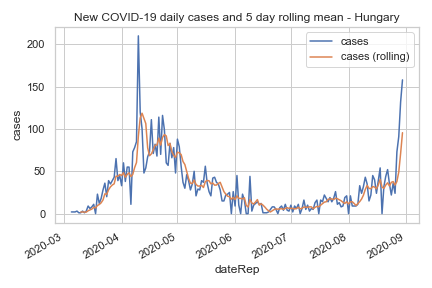 New COVID-19 daily cases and 5 day rolling mean - Hungary
cases
cases (rolling)
200
150
100
50
0
cases
2020-03
2020-04
2020-05
2020-06
2020-07
2020-08
2020-09
dateRep